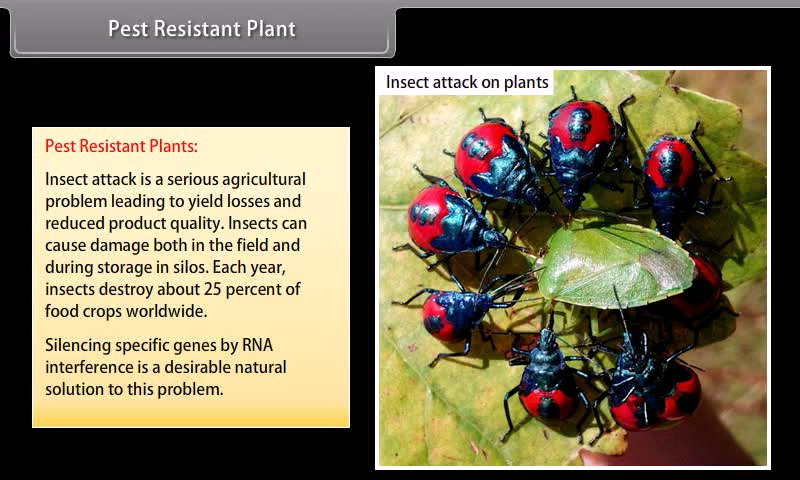 Pest Resistant Plant
Insect attack on plants
Pest Resistant Plants:
Insect attack is a serious agricultural
problem leading to yield losses and
reduced product quality. Insects can
cause damage both in the field and
during storage in silos. Each year,
insects destroy about 25 percent of
food crops worldwide.
Silencing specific genes by RNA
interference is a desirable natural
solution to this problem.